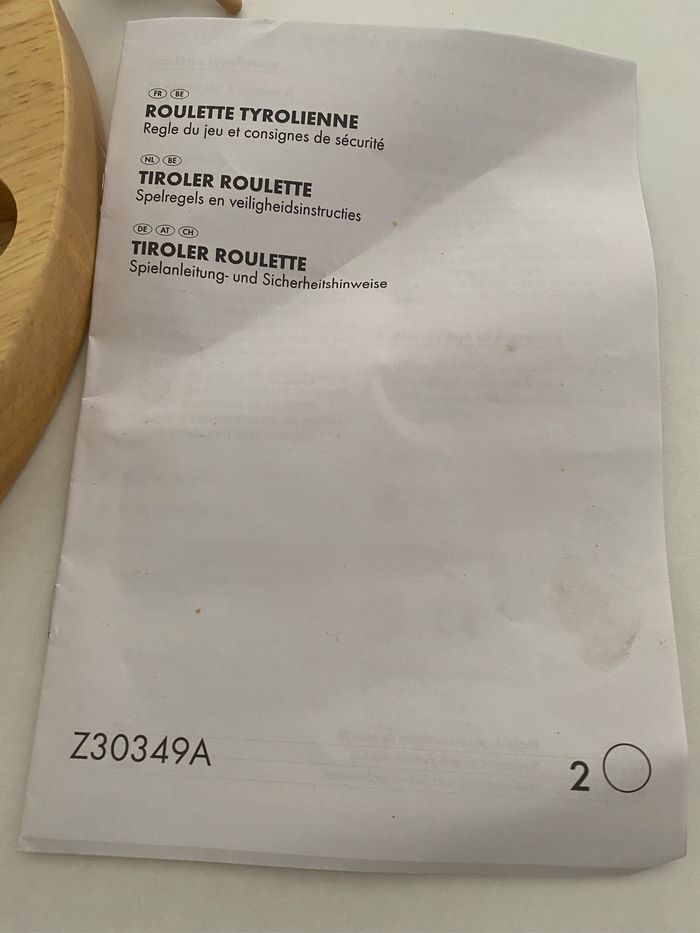 FR BE
ROULETTE TYROLIENNE
Regle du jeu et consignes de sécurité
NL BE
TIROLER ROULETTE
Spelregels en veiligheidsinstructies
DE AT CH
TIROLER ROULETTE
Spielanleitung- und Sicherheitshinweise
Z30349A
2